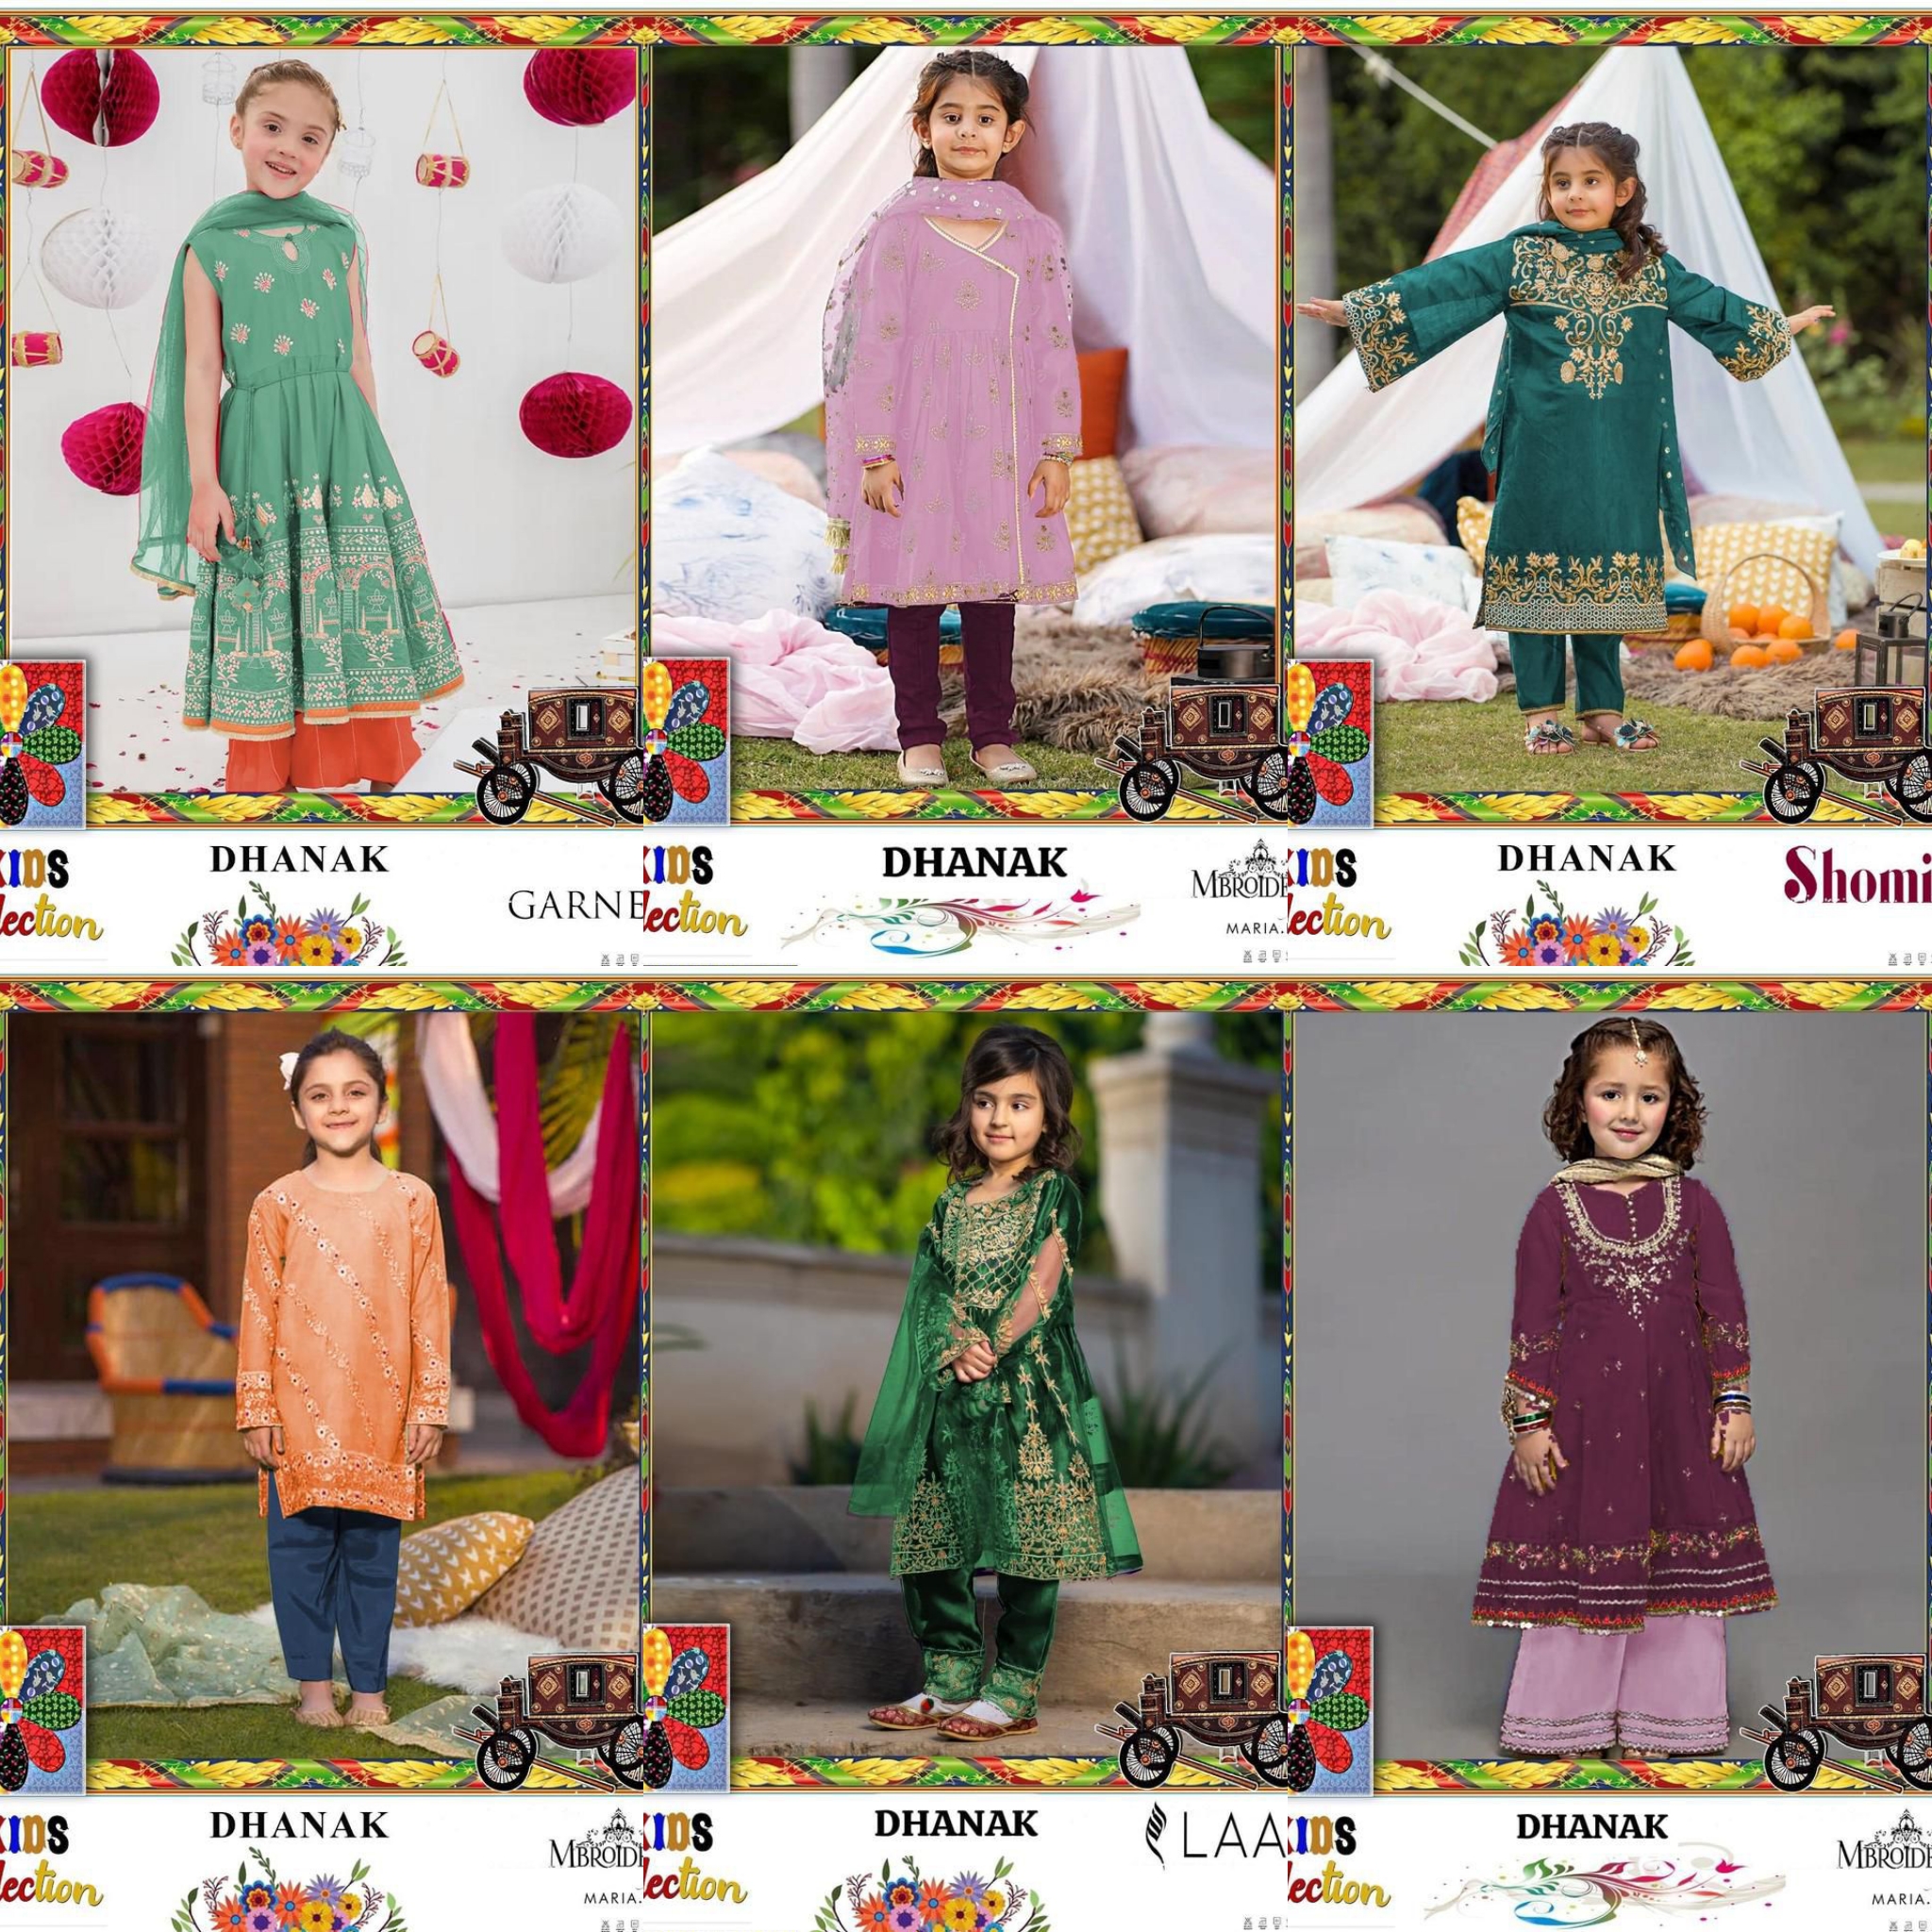 KIDS
lection
DHANAK
GARNE
KIDS
lection
DHANAK
MBROIDE
MARIA.
KIDS
lection
DHANAK
Shomi
KIDS
lection
DHANAK
MBROIDE
MARIA.
KIDS
lection
DHANAK
LAA
KIDS
lection
DHANAK
MBROIDE
MARIA.